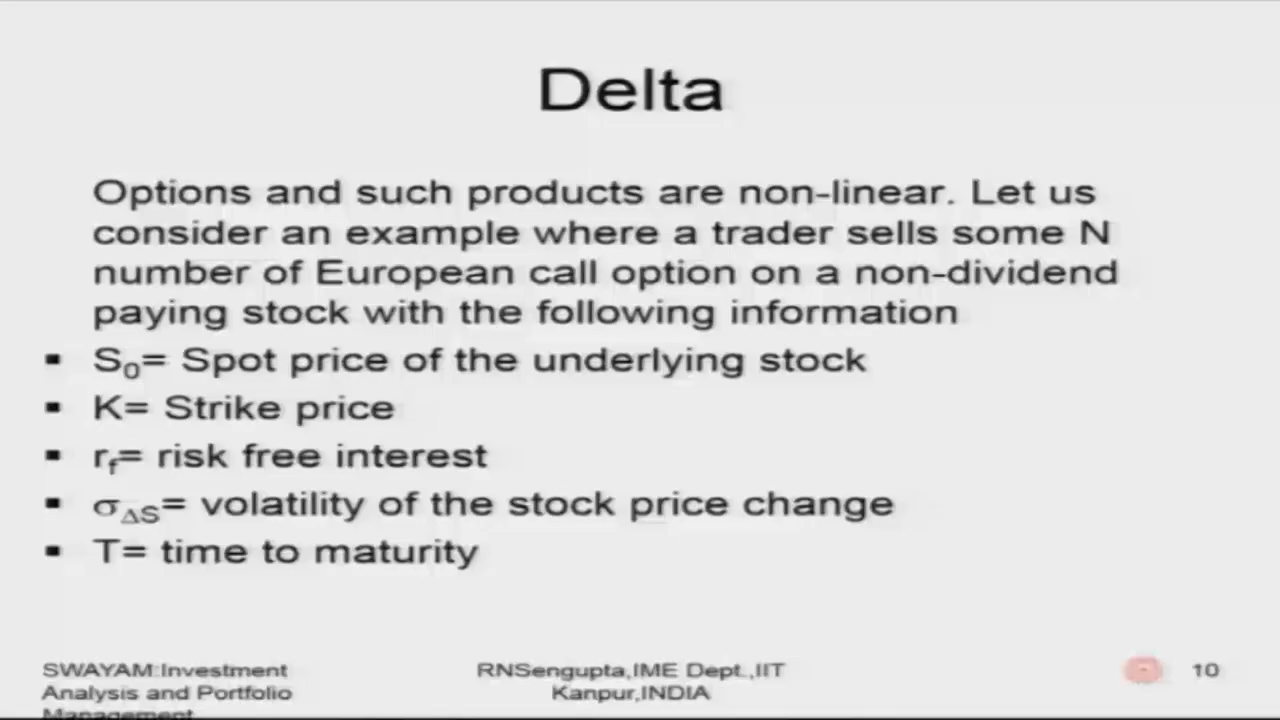 Delta
Options and such products are non-linear. Let us
consider an example where a trader sells some N
number of European call option on a non-dividend
paying stock with the following information
▪ S₀= Spot price of the underlying stock
▪ K= Strike price
▪ r_f= risk free interest
▪ σ_ΔS= volatility of the stock price change
▪ T= time to maturity
SWAYAM:Investment
Analysis and Portfolio
Management
RNSengupta,IME Dept.,IIT
Kanpur,INDIA
10